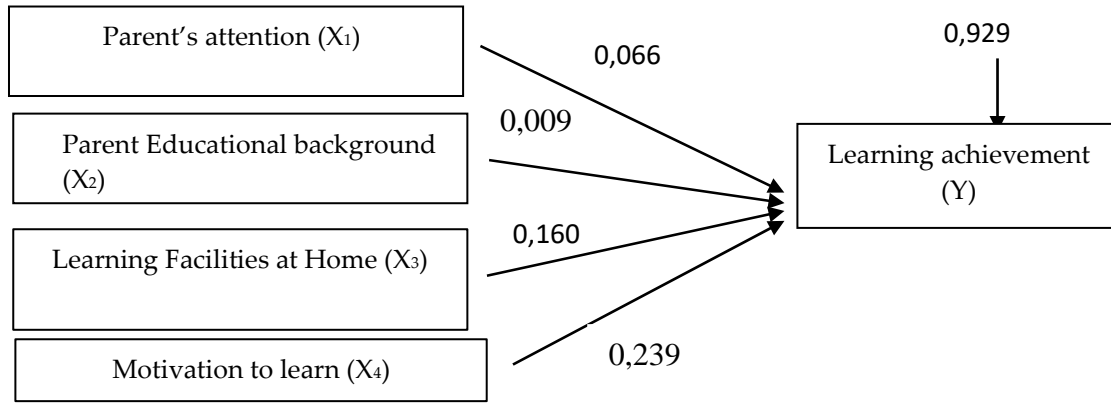 Parent’s attention (X1)
0,066
0,929
0,009
Parent Educational background
(X2)
Learning achievement
(Y)
0,160
Learning Facilities at Home (X3)
0,239
Motivation to learn (X4)